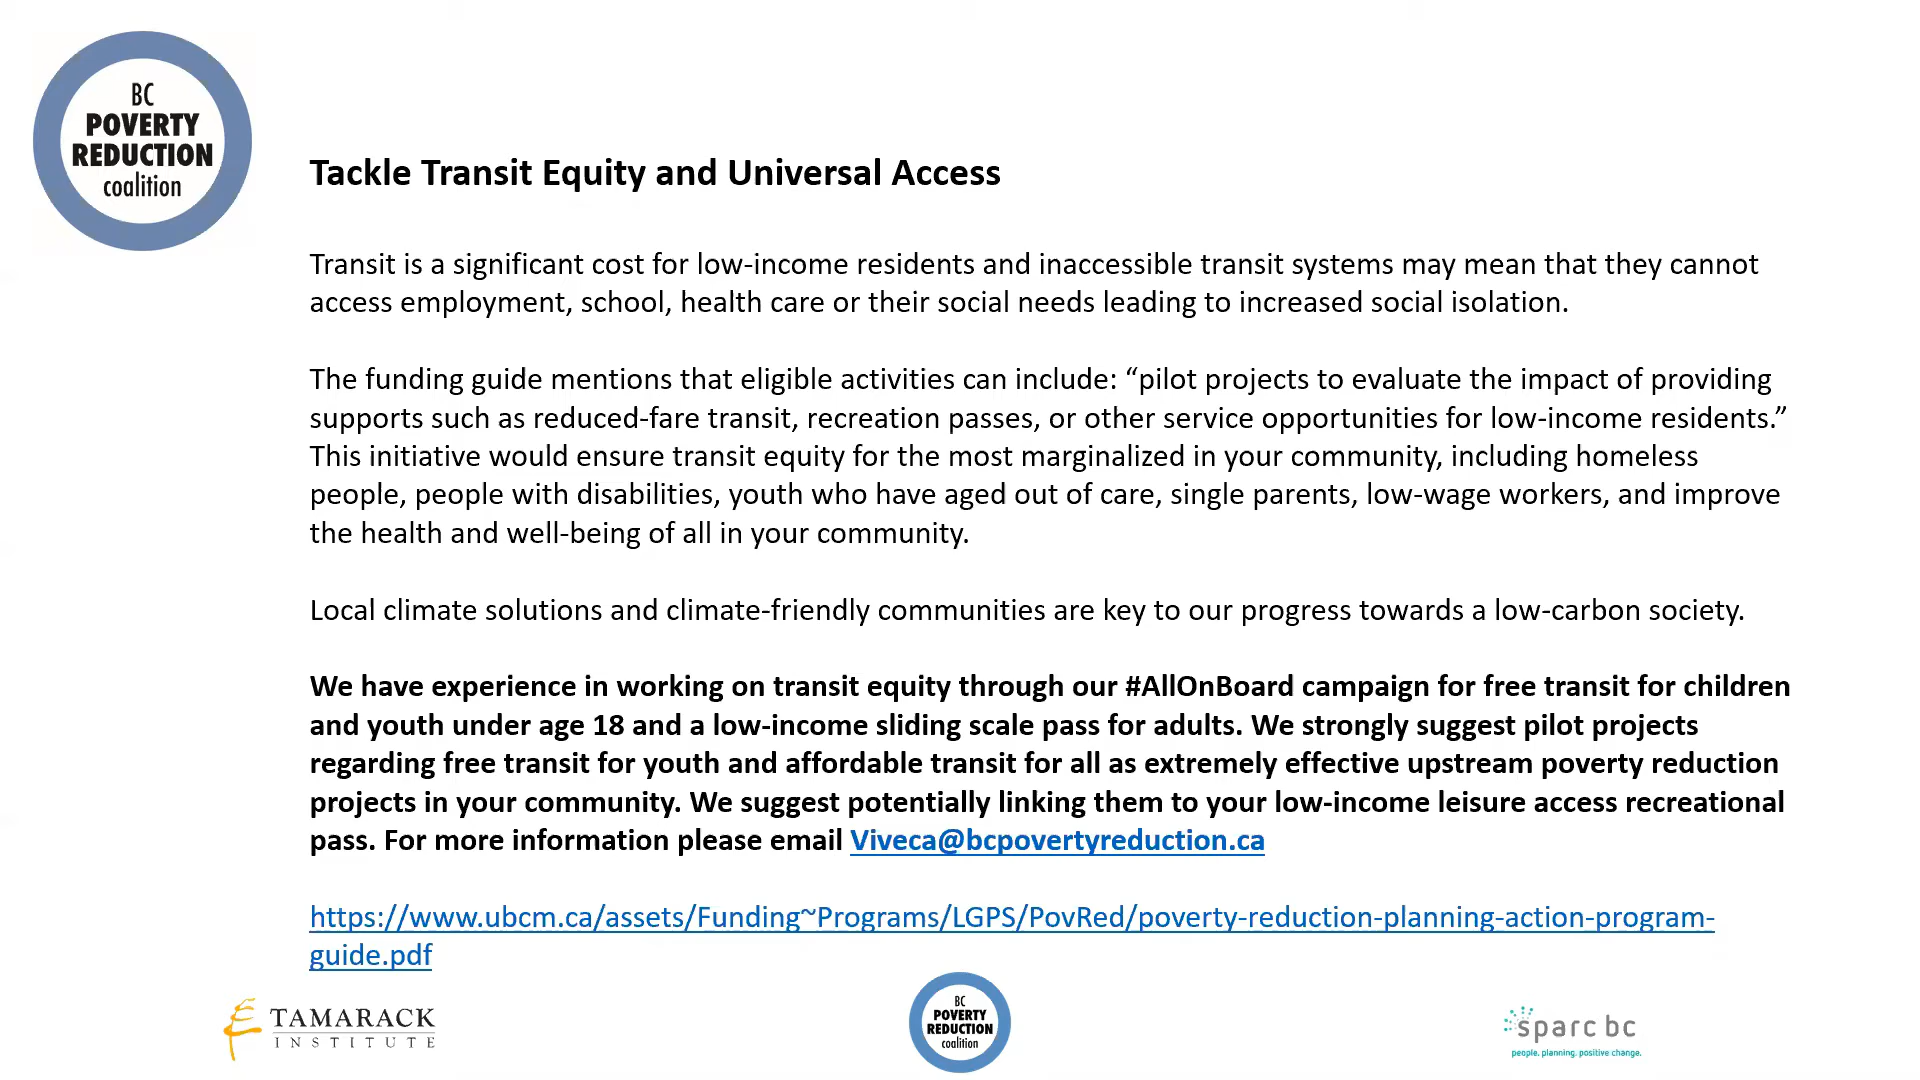 BC
POVERTY
REDUCTION
coalition
Tackle Transit Equity and Universal Access
Transit is a significant cost for low-income residents and inaccessible transit systems may mean that they cannot
access employment, school, health care or their social needs leading to increased social isolation.
The funding guide mentions that eligible activities can include: “pilot projects to evaluate the impact of providing
supports such as reduced-fare transit, recreation passes, or other service opportunities for low-income residents.”
This initiative would ensure transit equity for the most marginalized in your community, including homeless
people, people with disabilities, youth who have aged out of care, single parents, low-wage workers, and improve
the health and well-being of all in your community.
Local climate solutions and climate-friendly communities are key to our progress towards a low-carbon society.
We have experience in working on transit equity through our #AllOnBoard campaign for free transit for children
and youth under age 18 and a low-income sliding scale pass for adults. We strongly suggest pilot projects
regarding free transit for youth and affordable transit for all as extremely effective upstream poverty reduction
projects in your community. We suggest potentially linking them to your low-income leisure access recreational
pass. For more information please email Viveca@bcpovertyreduction.ca
https://www.ubcm.ca/assets/Funding~Programs/LGPS/PovRed/poverty-reduction-planning-action-program-
guide.pdf
TAMARACK
INSTITUTE
BC
POVERTY
REDUCTION
coalition
sparc bc
people. planning. positive change.